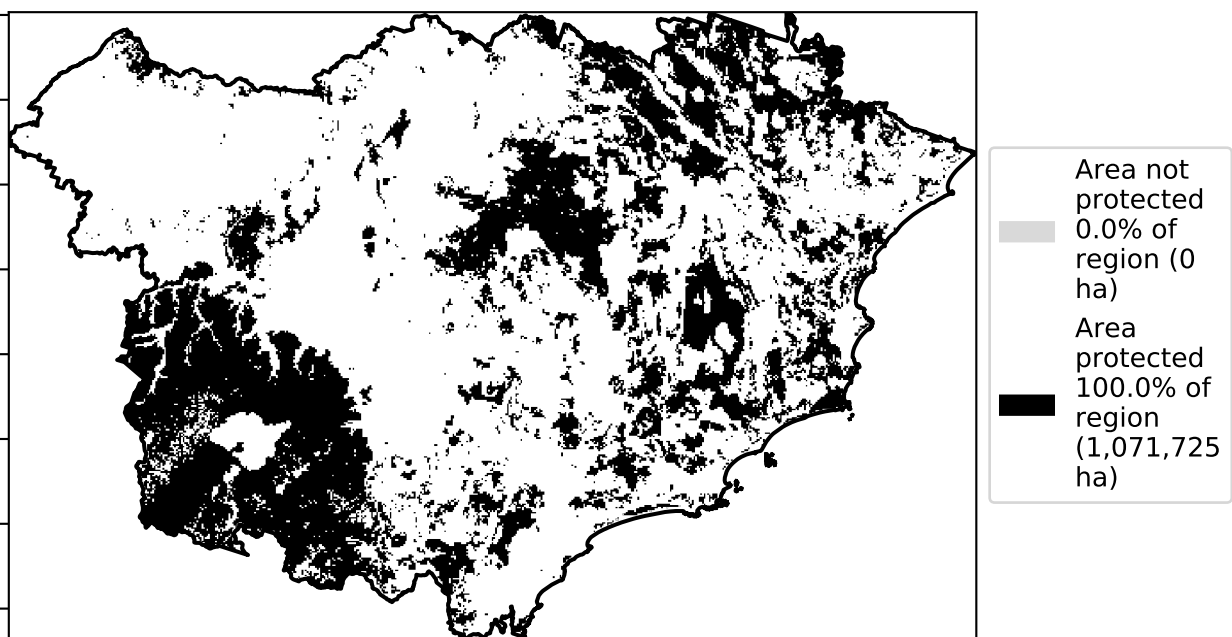 Area not
protected
0.0% of
region (0
ha)
Area
protected
100.0% of
region
(1,071,725
ha)